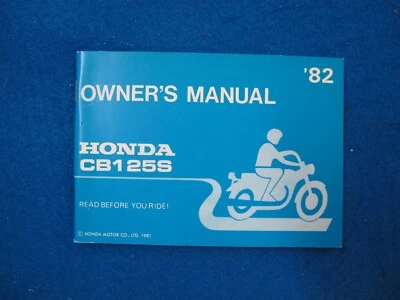 '82
OWNER'S MANUAL
HONDA
CB125S
READ BEFORE YOU RIDE!
© HONDA MOTOR CO., LTD. 1981